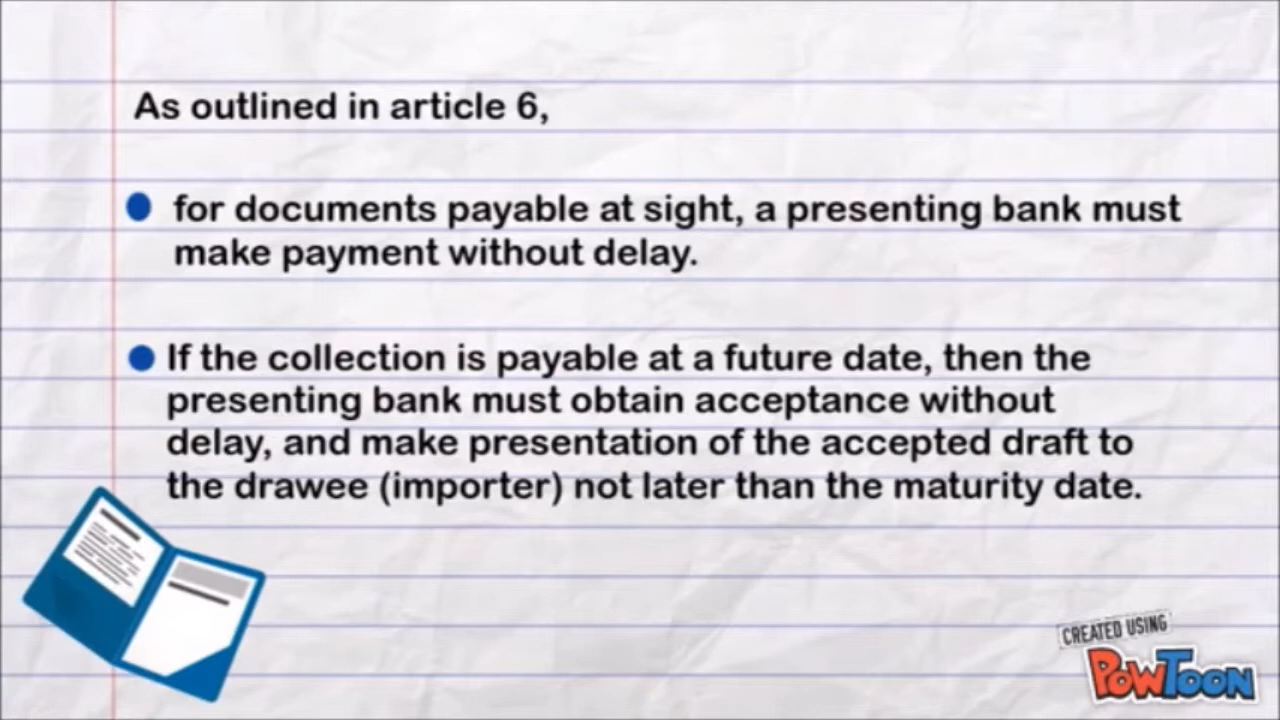 As outlined in article 6,
for documents payable at sight, a presenting bank must
make payment without delay.
If the collection is payable at a future date, then the
presenting bank must obtain acceptance without
delay, and make presentation of the accepted draft to
the drawee (importer) not later than the maturity date.
CREATED USING
POWTOON